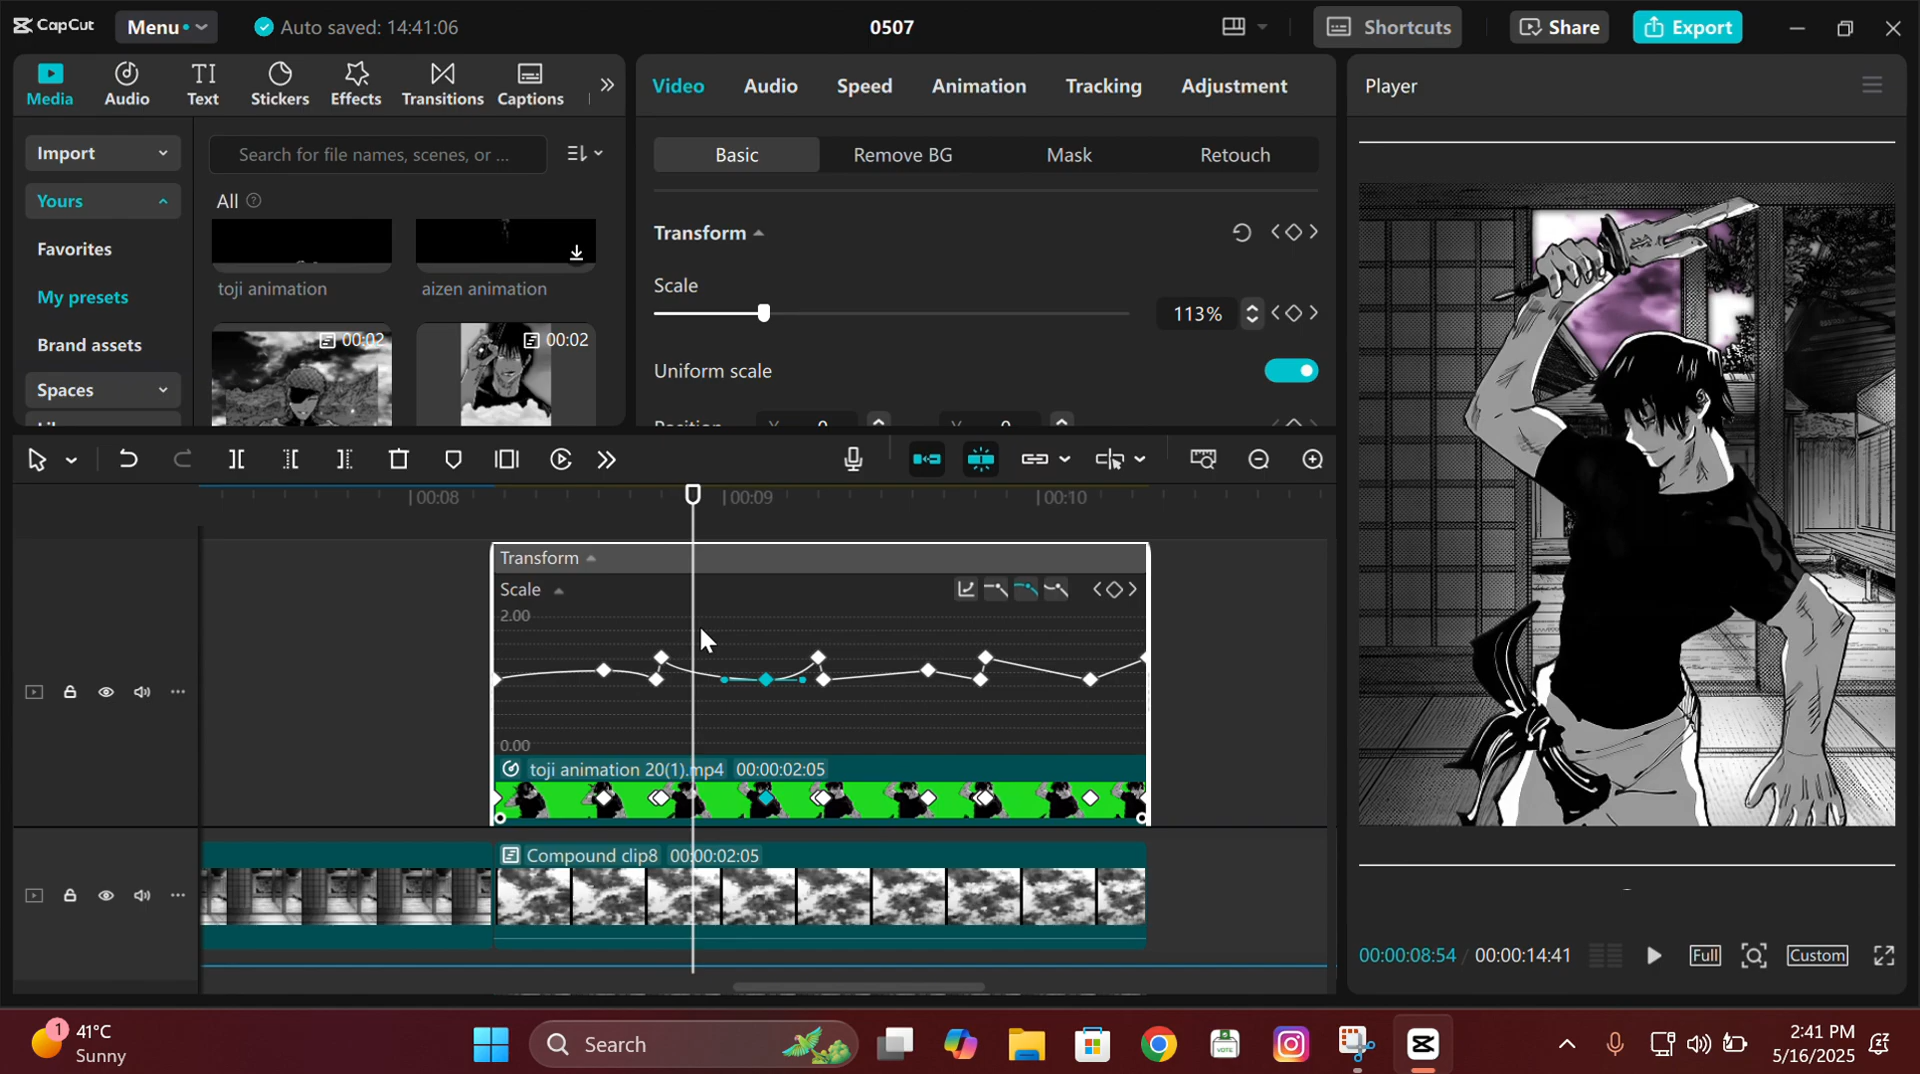 CapCut
Menu
Auto saved: 14:41:06
0507
Shortcuts
Share
Export
Media
Audio
Text
Stickers
Effects
Transitions
Captions
Video
Audio
Speed
Animation
Tracking
Adjustment
Player
Import
Search for file names, scenes, or ...
Basic
Remove BG
Mask
Retouch
Yours
All
Favorites
Transform
toji animation
aizen animation
My presets
Scale
113%
Brand assets
00:02
00:02
Uniform scale
Spaces
Position
X
0
Y
0
00:08
00:09
00:10
Transform
Scale
2.00
0.00
toji animation 20(1).mp4 00:00:02:05
Compound clip8 00:00:02:05
00:00:08:54 / 00:00:14:41
Full
Custom
1
41°C
Sunny
Search
VOTE
2:41 PM
5/16/2025